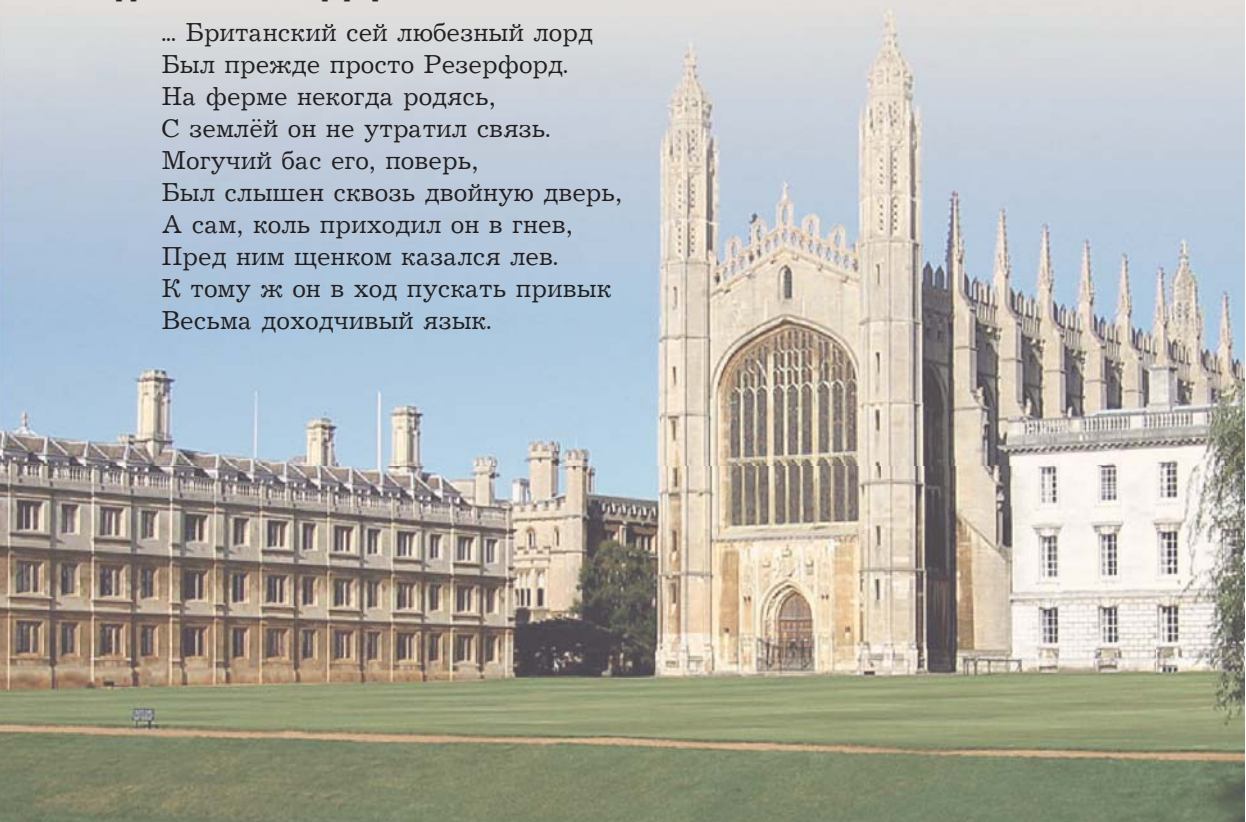 … Британский сей любезный лорд
Был прежде просто Резерфорд.
На ферме некогда родясь,
С землёй он не утратил связь.
Могучий бас его, поверь,
Был слышен сквозь двойную дверь,
А сам, коль приходил он в гнев,
Пред ним щенком казался лев.
К тому ж он в ход пускать привык
Весьма доходчивый язык.